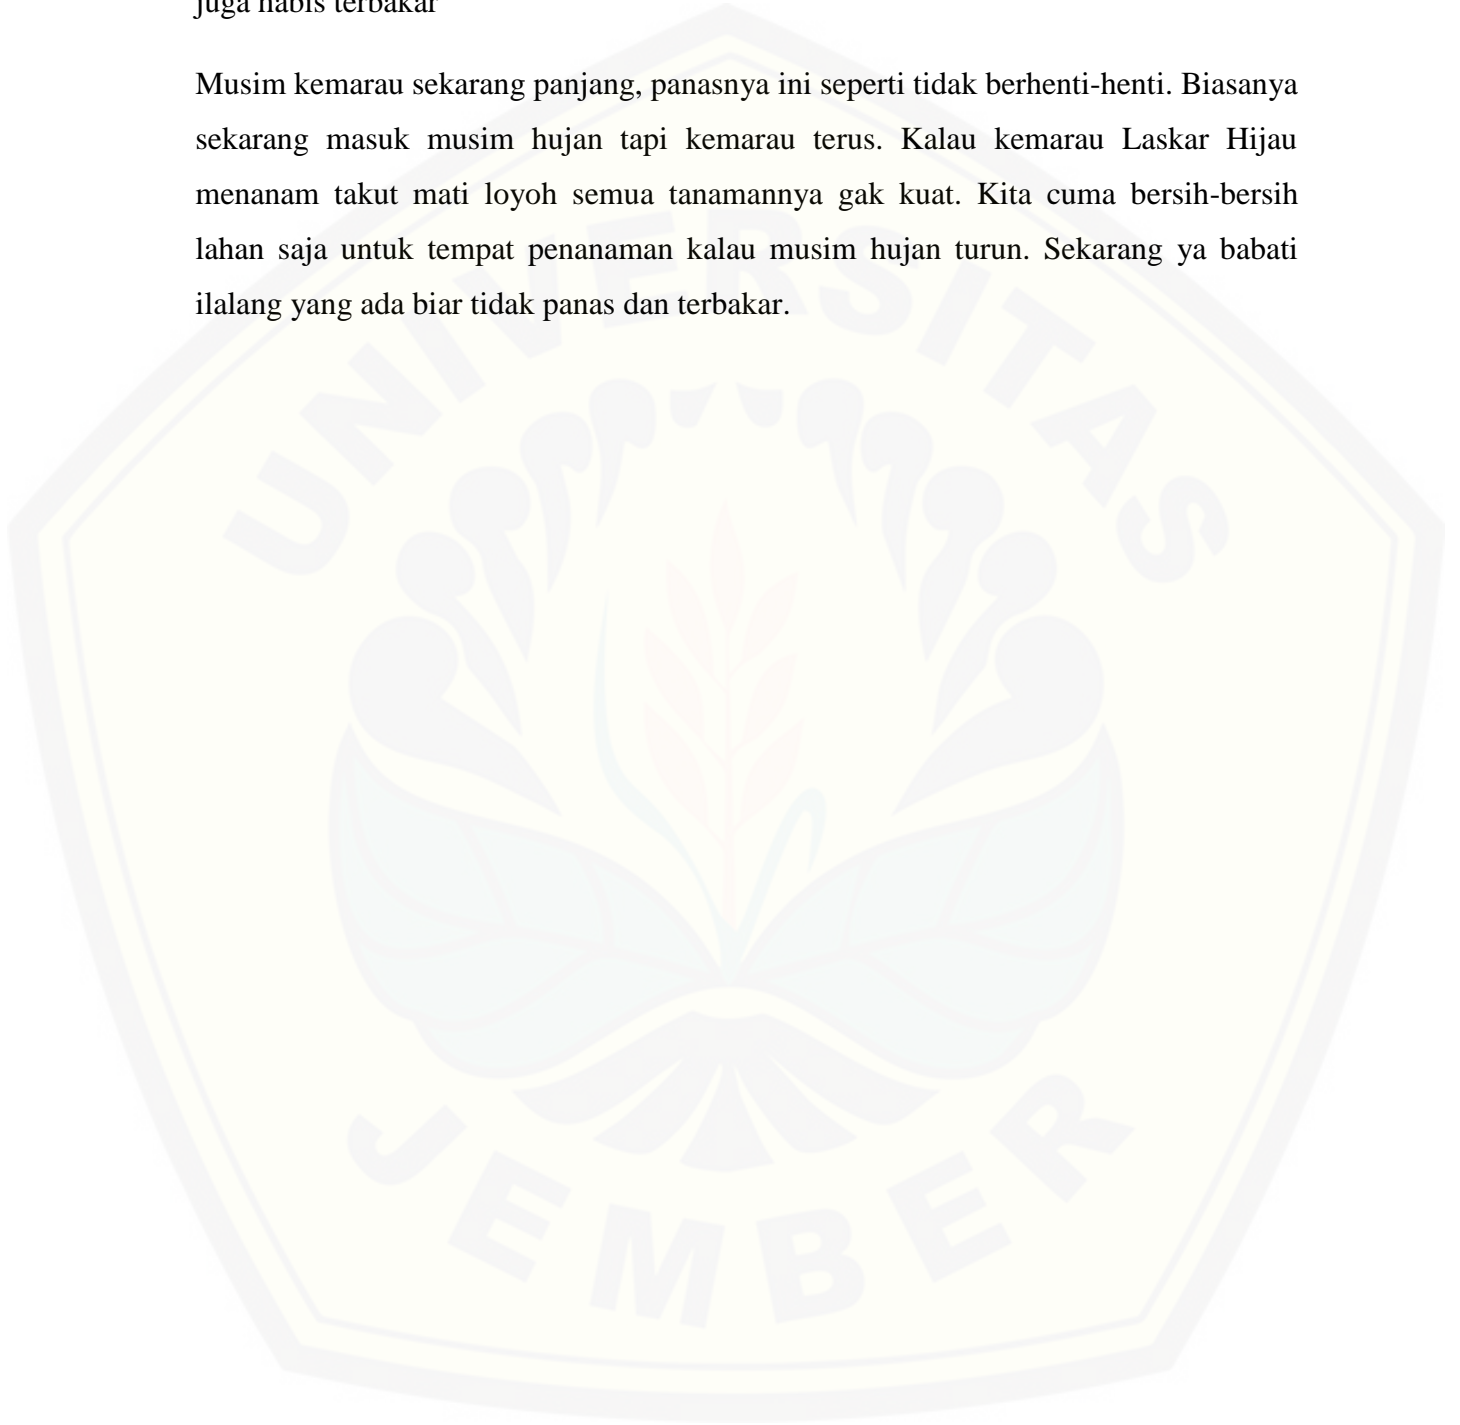 juga habis terbakar
Musim kemarau sekarang panjang, panasnya ini seperti tidak berhenti-henti. Biasanya
sekarang masuk musim hujan tapi kemarau terus. Kalau kemarau Laskar Hijau
menanam takut mati loyoh semua tanamannya gak kuat. Kita cuma bersih-bersih
lahan saja untuk tempat penanaman kalau musim hujan turun. Sekarang ya babati
ilalang yang ada biar tidak panas dan terbakar.
UNIVERSITAS
JEMBER